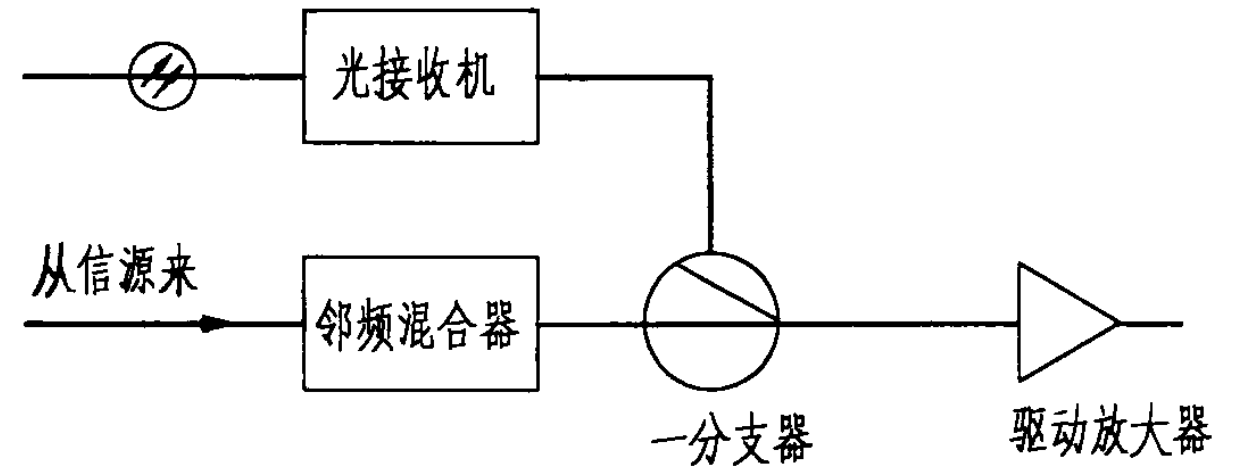 光接收机
从信源来
邻频混合器
一分支器
驱动放大器